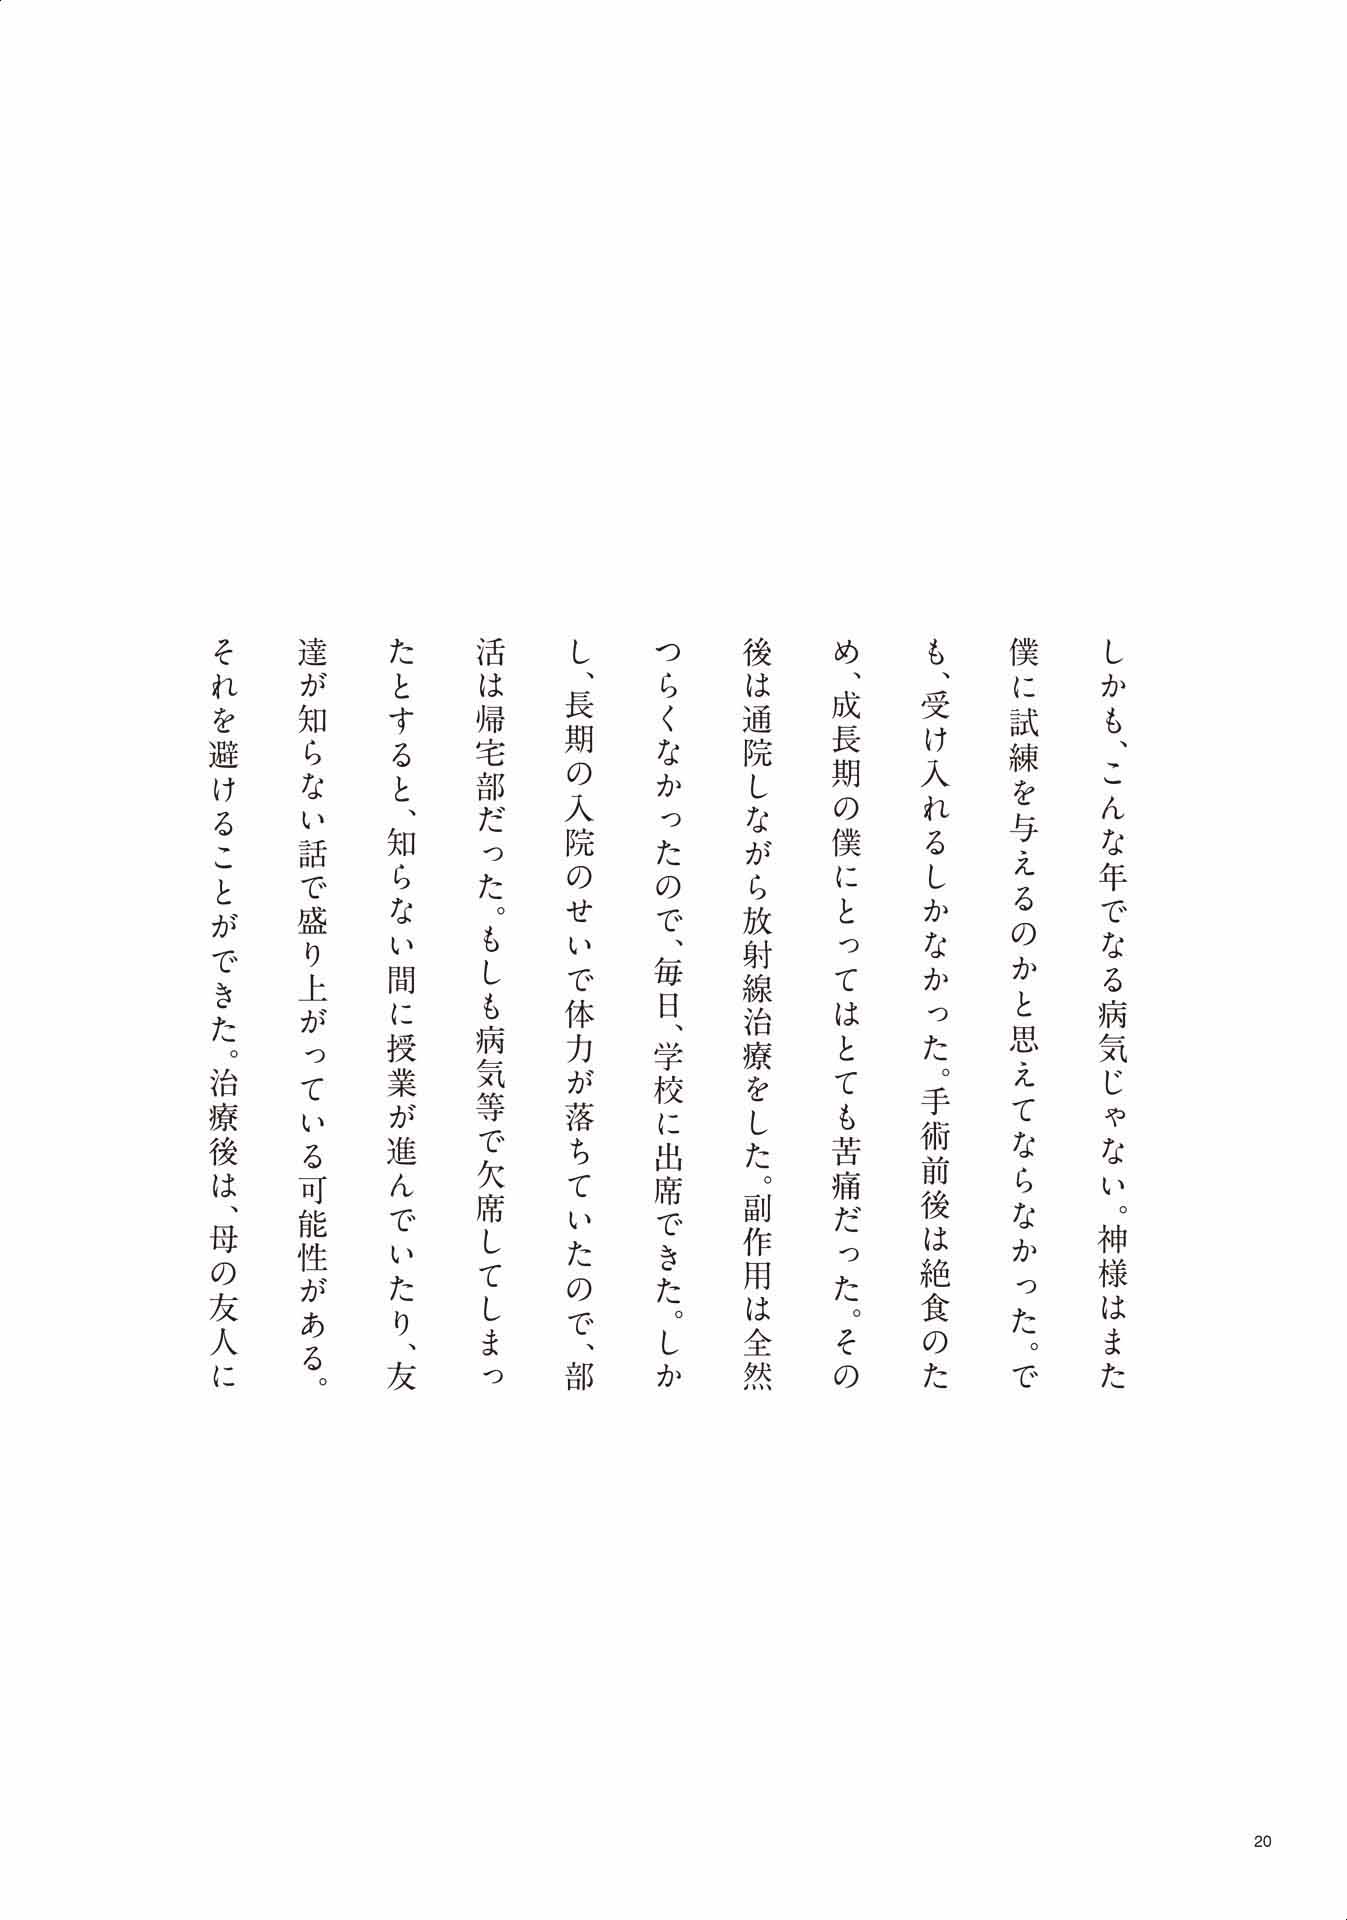 しかも、こんな年でなる病気じゃない。神様はまた
僕に試練を与えるのかと思えてならなかった。で
も、受け入れるしかなかった。手術前後は絶食のた
め、成長期の僕にとってはとても苦痛だった。その
後は通院しながら放射線治療をした。副作用は全然
つらくなかったので、毎日、学校に出席できた。しか
し、長期の入院のせいで体力が落ちていたので、部
活は帰宅部だった。もしも病気等で欠席してしまっ
たとすると、知らない間に授業が進んでいたり、友
達が知らない話で盛り上がっている可能性がある。
それを避けることができた。治療後は、母の友人に
20